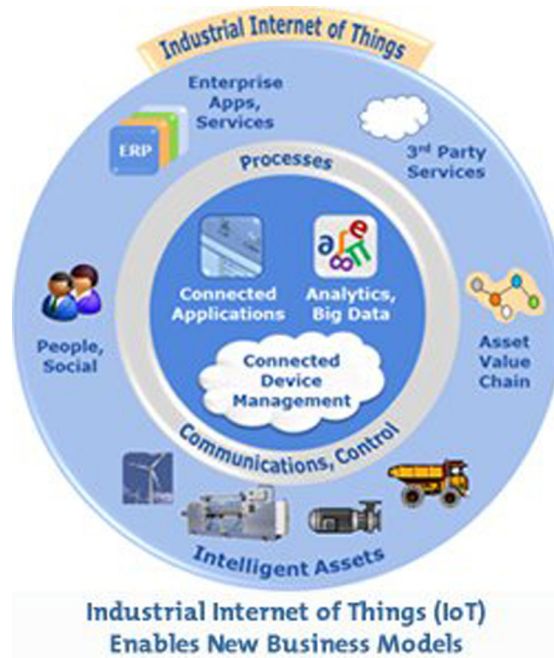 Industrial Internet of Things
Enterprise
Apps,
Services
ERP
3rd Party
Services
Processes
Connected
Applications
Analytics,
Big Data
People,
Social
Asset
Value
Chain
Connected
Device
Management
Communications, Control
Intelligent Assets
Industrial Internet of Things (IoT)
Enables New Business Models